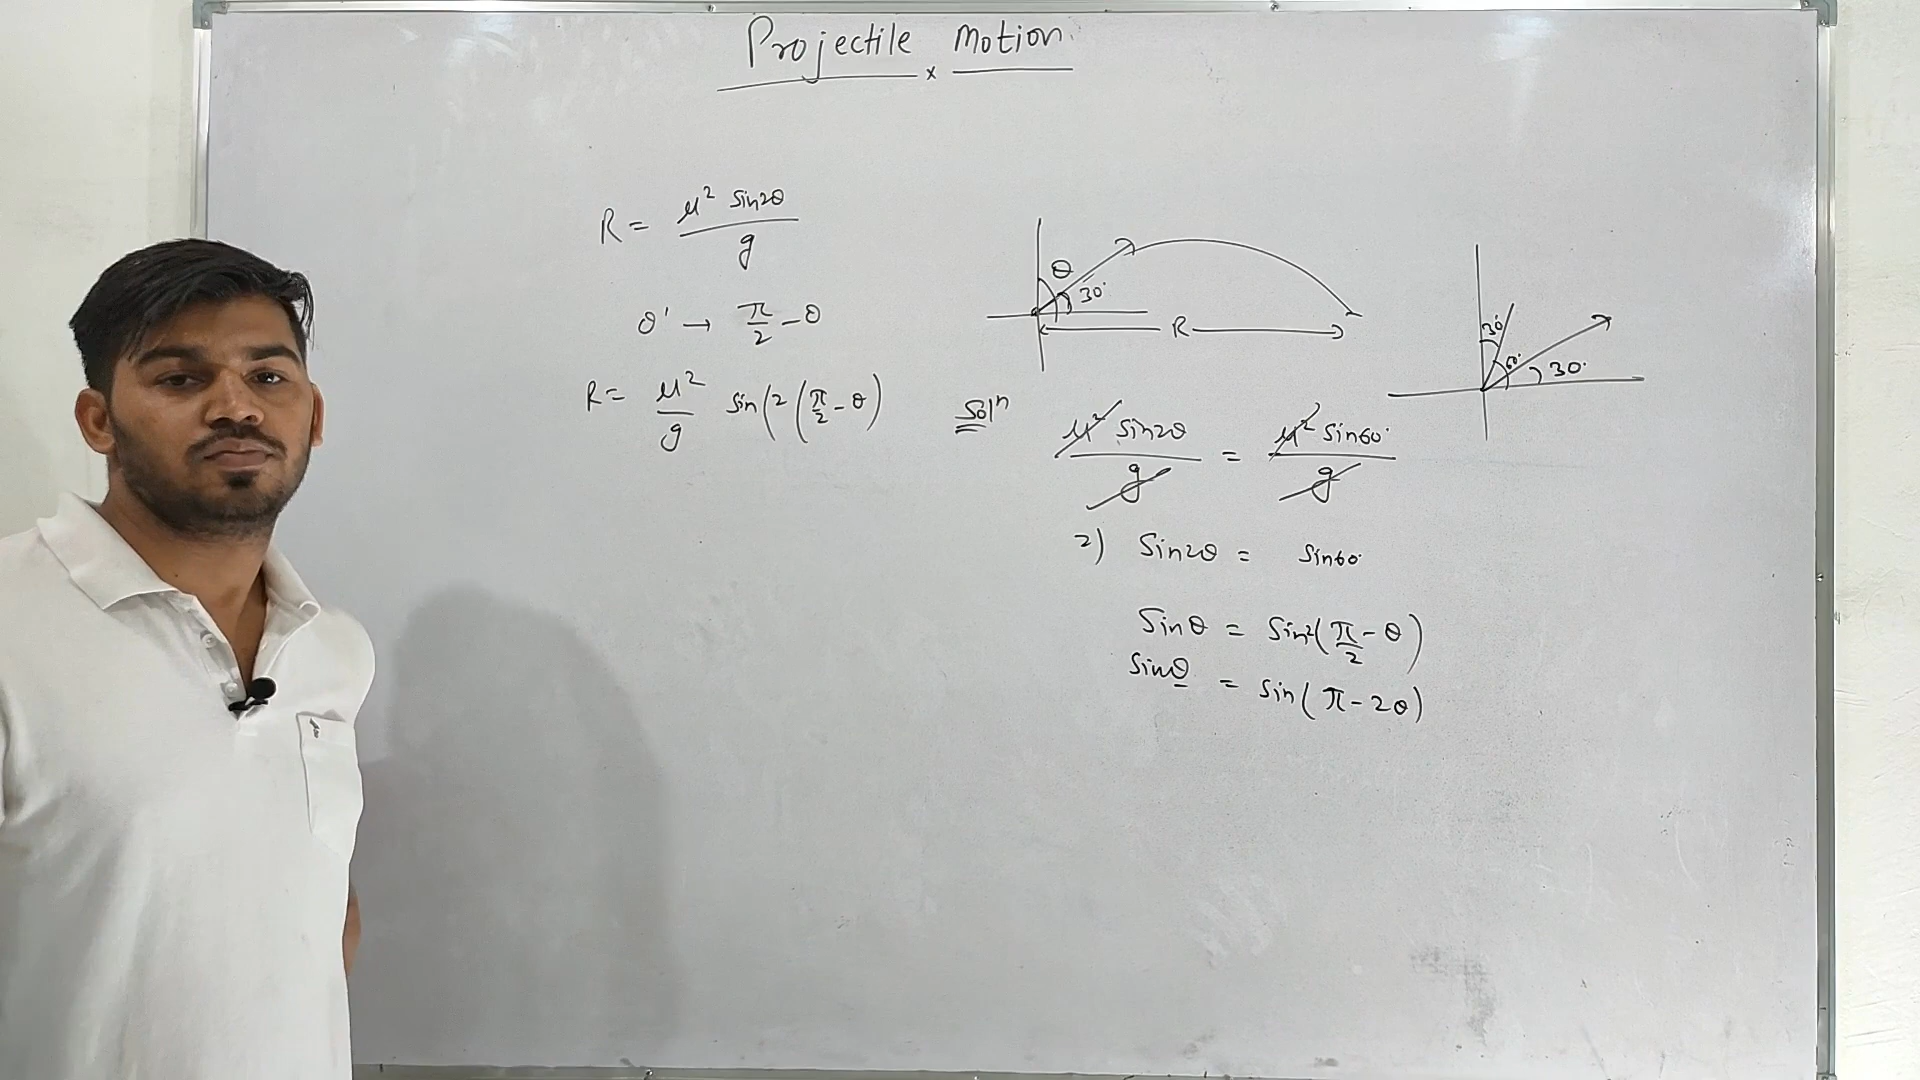 Projectile x Motion
R = u² sin2θ / g
θ' → π/2 - θ
R = u²/g sin(2(π/2 - θ)
θ
30°
R
30°
60°
30°
Solⁿ
u² sin2θ / g = u² sin60° / g
2) sin2θ = sin60°
Sinθ = Sin2(π/2 - θ)
Sinθ = sin(π - 2θ)